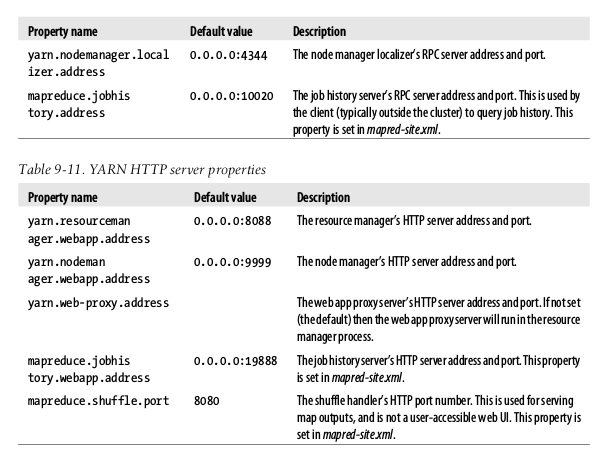 Property name Default value Description
yarn.nodemanager.local 0.0.0.0:4344 The node manager localizer's RPC server address and port.
izer.address
mapreduce.jobhis 0.0.0.0:10020 The job history server's RPC server address and port. This is used by
tory.address the client (typically outside the cluster) to query job history. This
property is set in mapred-site.xml.
Table 9-11. YARN HTTP server properties
Property name Default value Description
yarn.resourceman 0.0.0.0:8088 The resource manager's HTTP server address and port.
ager.webapp.address
yarn.nodeman 0.0.0.0:9999 The node manager's HTTP server address and port.
ager.webapp.address
yarn.web-proxy.address The web app proxy server's HTTP server address and port. If not set
(the default) then the web app proxy server will run in the resource
manager process.
mapreduce.jobhis 0.0.0.0:19888 The job history server's HTTP server address and port. This property
tory.webapp.address is set in mapred-site.xml.
mapreduce.shuffle.port 8080 The shuffle handler's HTTP port number. This is used for serving
map outputs, and is not a user-accessible web UI. This property is
set in mapred-site.xml.